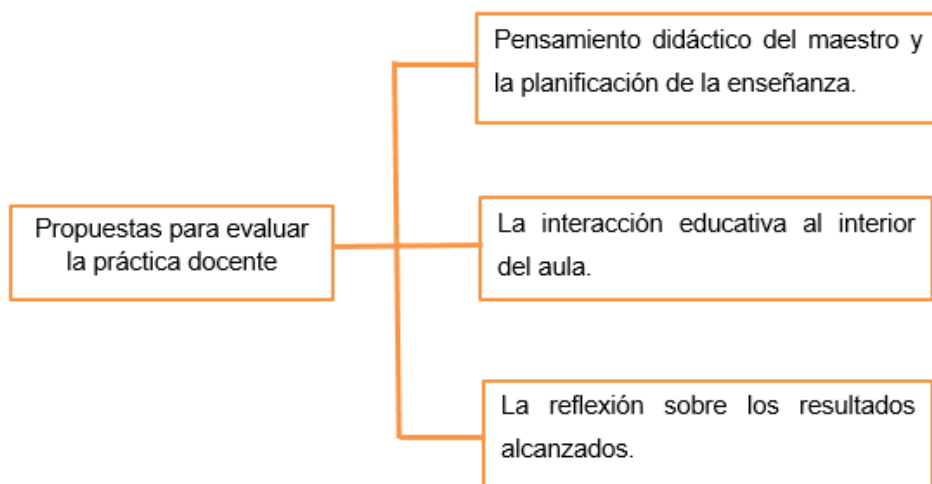 Propuestas para evaluar
la práctica docente
Pensamiento didáctico del maestro y
la planificación de la enseñanza.
La interacción educativa al interior
del aula.
La reflexión sobre los resultados
alcanzados.